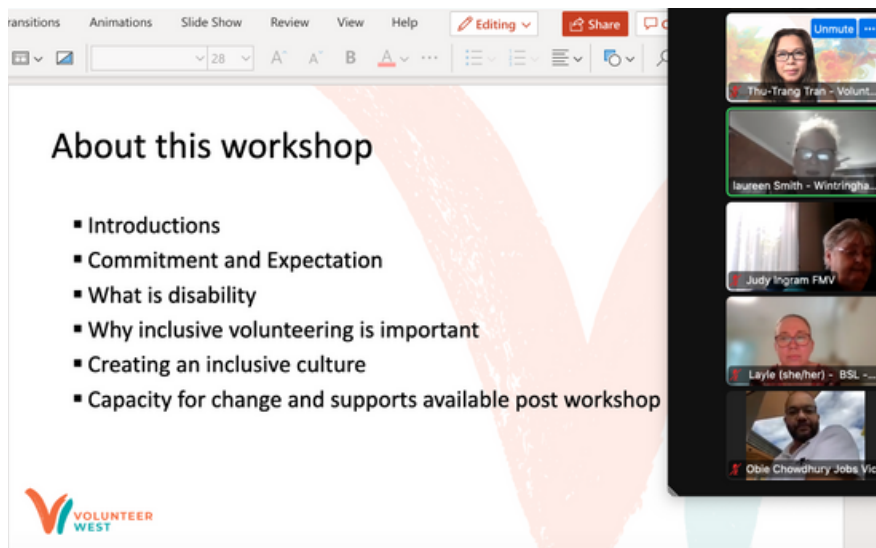 ransitions Animations Slide Show Review View Help Editing Share C
28 A A B A
About this workshop
▪ Introductions
▪ Commitment and Expectation
▪ What is disability
▪ Why inclusive volunteering is important
▪ Creating an inclusive culture
▪ Capacity for change and supports available post workshop
VOLUNTEER
WEST
Unmute
Thu-Trang Tran - Volunt...
laureen Smith - Wintringha...
Judy Ingram FMV
Layle (she/her) - BSL -...
Obie Chowdhury Jobs Vic